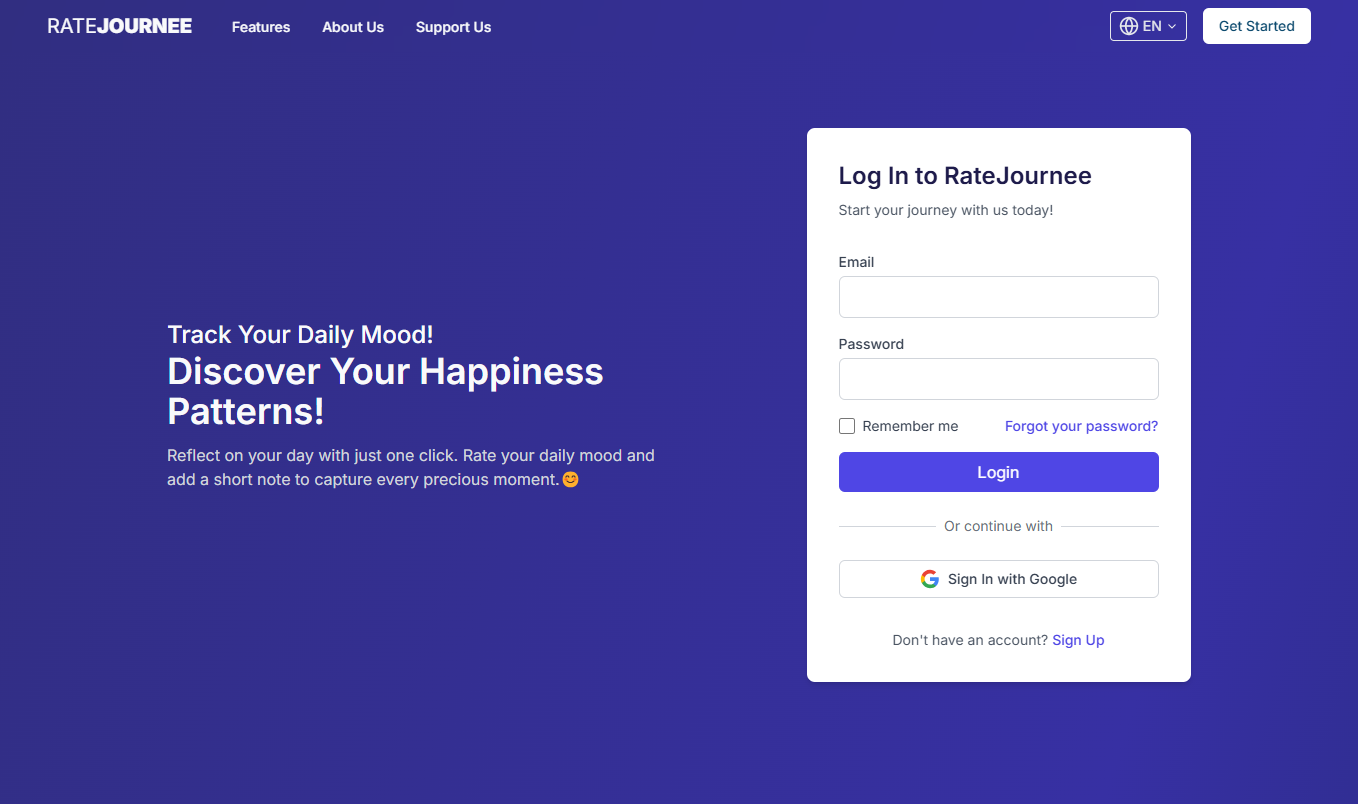 RATEJOURNEE
Features
About Us
Support Us
EN
Get Started
Track Your Daily Mood!
Discover Your Happiness
Patterns!
Reflect on your day with just one click. Rate your daily mood and
add a short note to capture every precious moment.😊
Log In to RateJournee
Start your journey with us today!
Email
Password
Remember me
Forgot your password?
Login
Or continue with
Sign In with Google
Don't have an account? Sign Up